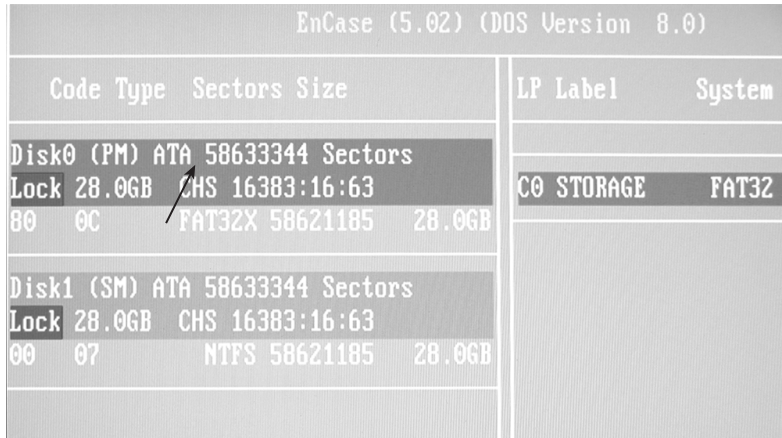 EnCase (5.02) (DOS Version 8.0)
Code Type Sectors Size
Disk0 (PM) ATA 58633344 Sectors
Lock 28.0GB CHS 16383:16:63
80 0C FAT32X 58621185 28.0GB
Disk1 (SM) ATA 58633344 Sectors
Lock 28.0GB CHS 16383:16:63
00 07 NTFS 58621185 28.0GB
LP Label System
C0 STORAGE FAT32